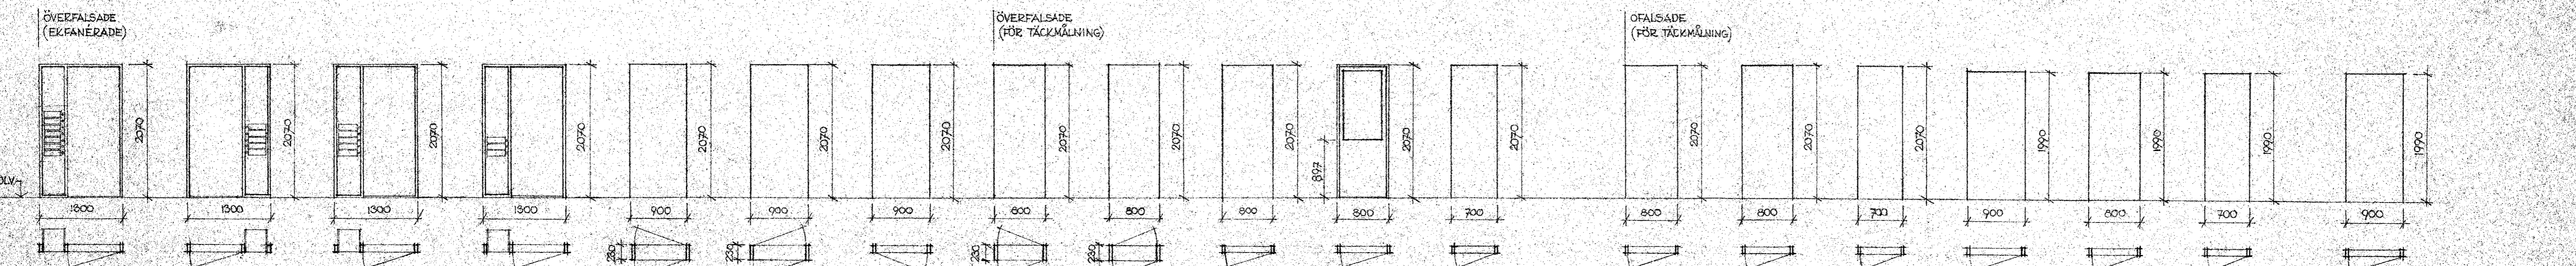 ÖVERFALSADE
(EKFANÉRADE)
ÖVERFALSADE
(FÖR TÄCKMÅLNING)
OFALSADE
(FÖR TÄCKMÅLNING)
2070 2070 2070 2070 2070 2070 2070 2070 2070 2070 897 2070 2070 2070 2070 2070 1990 1990 1990 1990
1300 1300 1300 1300 900 900 900 800 800 800 800 700 800 800 700 900 800 700 900
230 230 230 230